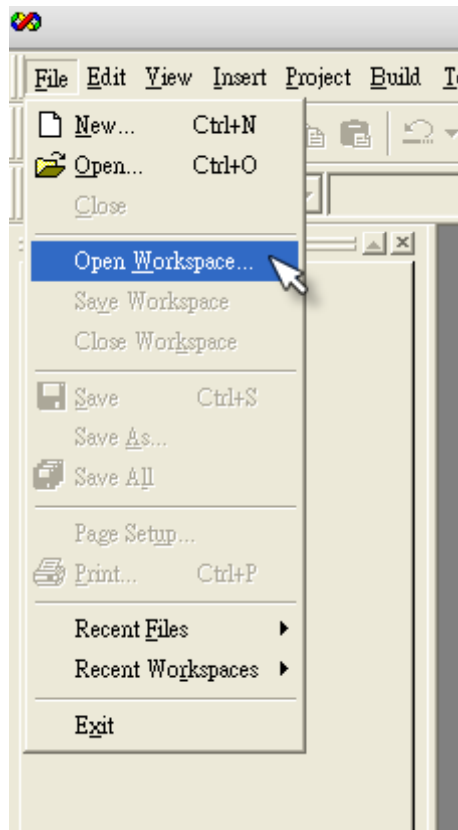 File Edit View Insert Project Build
New... Ctrl+N
Open... Ctrl+O
Close
Open Workspace...
Save Workspace
Close Workspace
Save Ctrl+S
Save As...
Save All
Page Setup...
Print... Ctrl+P
Recent Files
Recent Workspaces
Exit